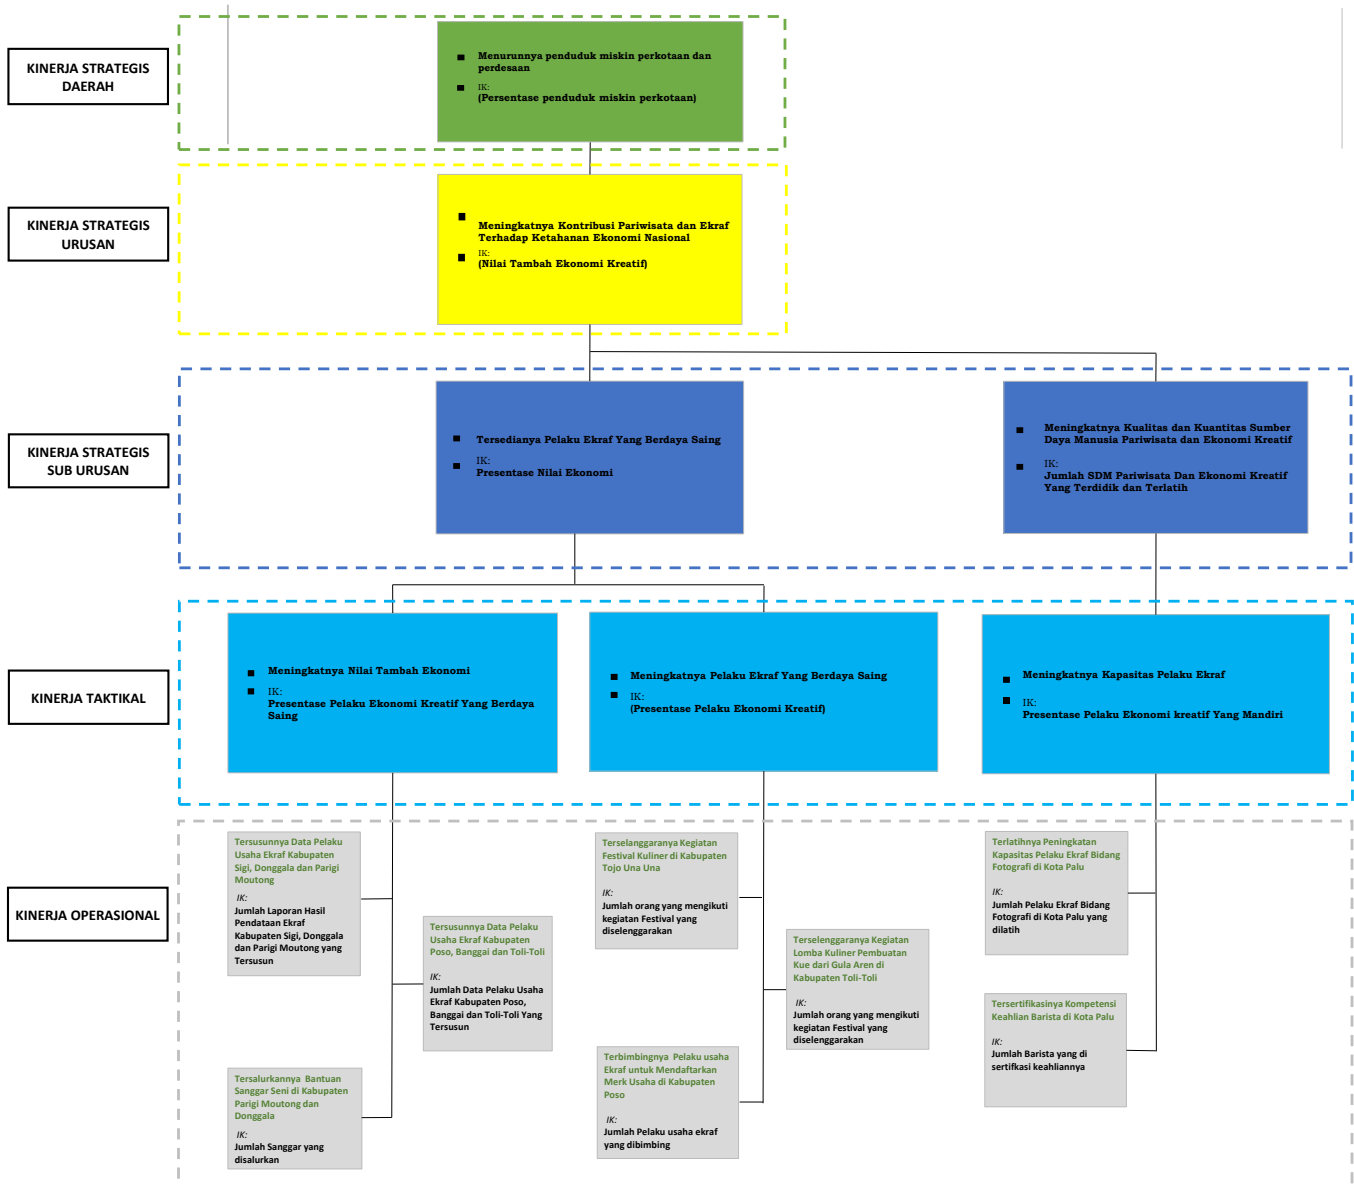 KINERJA STRATEGIS
DAERAH
Menurunnya penduduk miskin perkotaan dan
perdesaan
IK:
(Persentase penduduk miskin perkotaan)
KINERJA STRATEGIS
URUSAN
Meningkatnya Kontribusi Pariwisata dan Ekraf
Terhadap Ketahanan Ekonomi Nasional
IK:
(Nilai Tambah Ekonomi Kreatif)
KINERJA STRATEGIS
SUB URUSAN
Tersedianya Pelaku Ekraf Yang Berdaya Saing
IK:
Presentase Nilai Ekonomi
Meningkatnya Kualitas dan Kuantitas Sumber
Daya Manusia Pariwisata dan Ekonomi Kreatif
IK:
Jumlah SDM Pariwisata Dan Ekonomi Kreatif
Yang Terdidik dan Terlatih
KINERJA TAKTIKAL
Meningkatnya Nilai Tambah Ekonomi
IK:
Presentase Pelaku Ekonomi Kreatif Yang Berdaya
Saing
Meningkatnya Pelaku Ekraf Yang Berdaya Saing
IK:
(Presentase Pelaku Ekonomi Kreatif)
Meningkatnya Kapasitas Pelaku Ekraf
IK:
Presentase Pelaku Ekonomi kreatif Yang Mandiri
KINERJA OPERASIONAL
Tersusunnya Data Pelaku
Usaha Ekraf Kabupaten
Sigi, Donggala dan Parigi
Moutong
IK:
Jumlah Laporan Hasil
Pendataan Ekraf
Kabupaten Sigi, Donggala
dan Parigi Moutong yang
Tersusun
Tersusunnya Data Pelaku
Usaha Ekraf Kabupaten
Poso, Banggai dan Toli-Toli
IK:
Jumlah Data Pelaku Usaha
Ekraf Kabupaten Poso,
Banggai dan Toli-Toli Yang
Tersusun
Tersalurkannya Bantuan
Sanggar Seni di Kabupaten
Parigi Moutong dan
Donggala
IK:
Jumlah Sanggar yang
disalurkan
Terselanggaranya Kegiatan
Festival Kuliner di Kabupaten
Tojo Una Una
IK:
Jumlah orang yang mengikuti
kegiatan Festival yang
diselenggarakan
Terselenggaranya Kegiatan
Lomba Kuliner Pembuatan
Kue dari Gula Aren di
Kabupaten Toli-Toli
IK:
Jumlah orang yang mengikuti
kegiatan Festival yang
diselenggarakan
Terbimbingnya Pelaku usaha
Ekraf untuk Mendaftarkan
Merk Usaha di Kabupaten
Poso
IK:
Jumlah Pelaku usaha ekraf
yang dibimbing
Terlatihnya Peningkatan
Kapasitas Pelaku Ekraf Bidang
Fotografi di Kota Palu
IK:
Jumlah Pelaku Ekraf Bidang
Fotografi di Kota Palu yang
dilatih
Tersertifikasinya Kompetensi
Keahlian Barista di Kota Palu
IK:
Jumlah Barista yang di
sertifkasi keahliannya